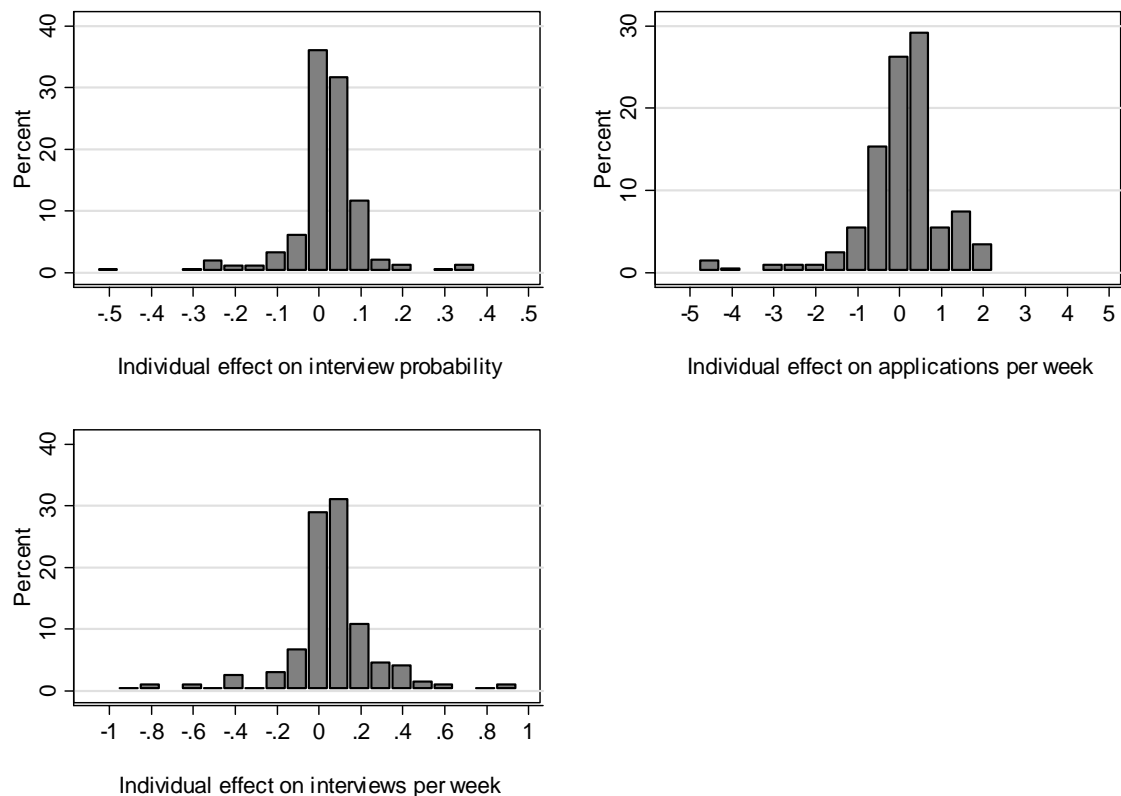 40
30
20
10
0
Percent
-.5 -.4 -.3 -.2 -.1 0 .1 .2 .3 .4 .5
Individual effect on interview probability
30
20
10
0
Percent
-5 -4 -3 -2 -1 0 1 2 3 4 5
Individual effect on applications per week
40
30
20
10
0
Percent
-1 -.8 -.6 -.4 -.2 0 .2 .4 .6 .8 1
Individual effect on interviews per week